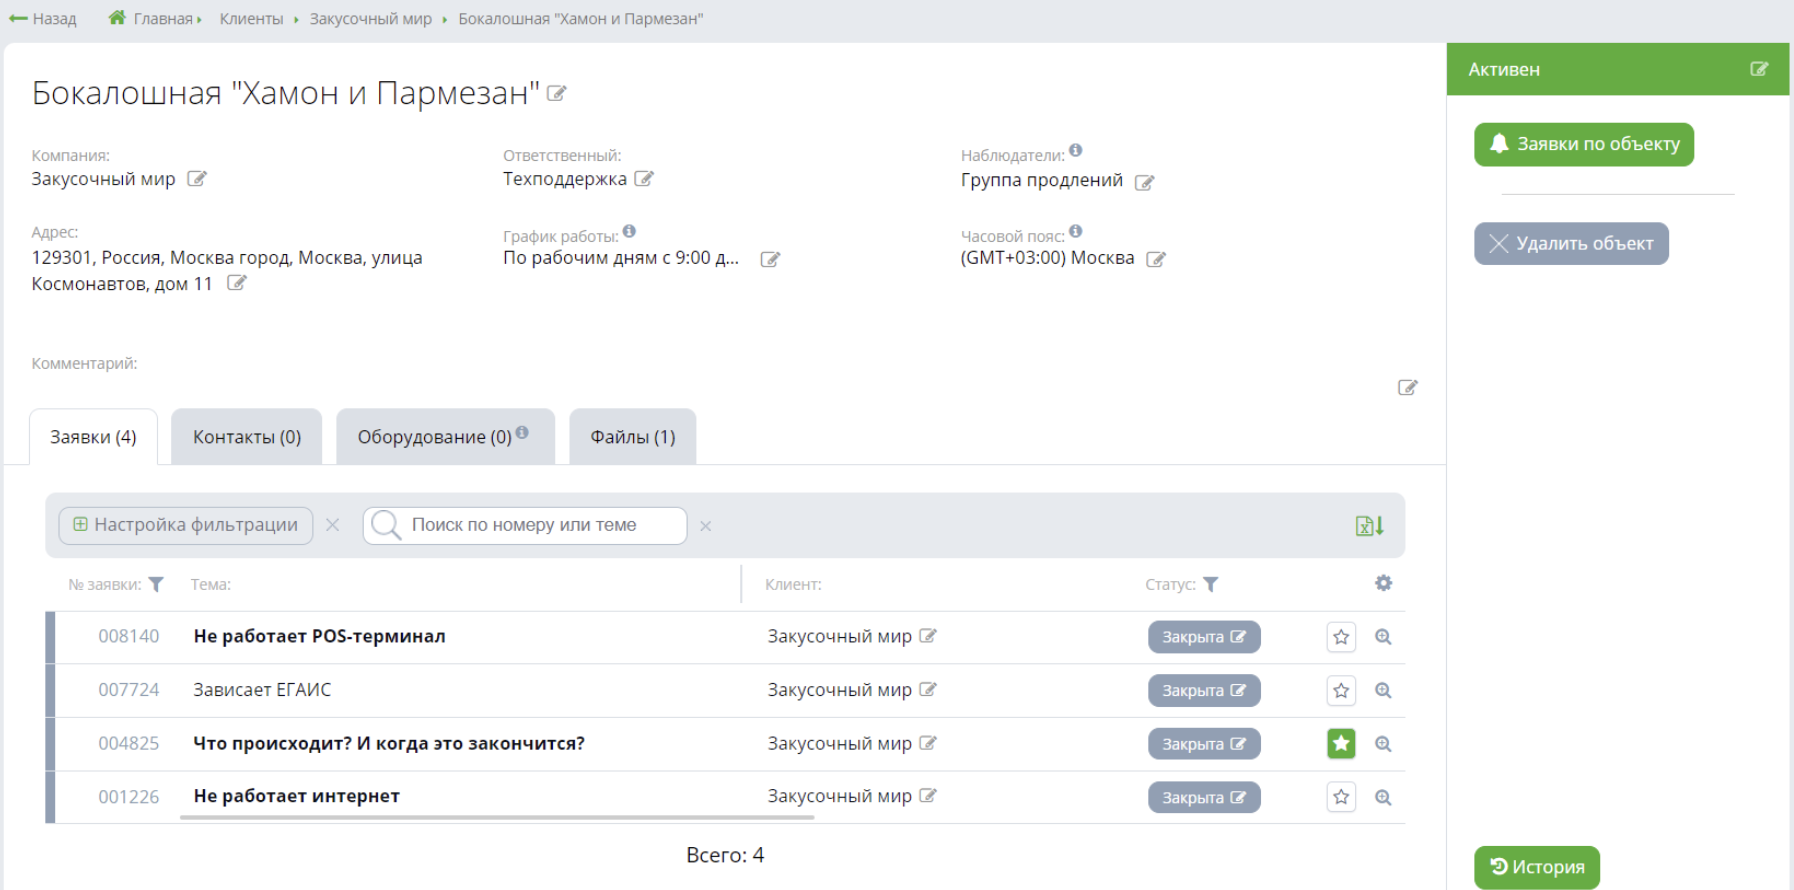 Назад Главная Клиенты Закусочный мир Бокалошная "Хамон и Пармезан"
Бокалошная "Хамон и Пармезан"
Компания:
Закусочный мир
Ответственный:
Техподдержка
Наблюдатели:
Группа продлений
Адрес:
129301, Россия, Москва город, Москва, улица
Космонавтов, дом 11
График работы:
По рабочим дням с 9:00 д...
Часовой пояс:
(GMT+03:00) Москва
Комментарий:
Заявки (4) Контакты (0) Оборудование (0) Файлы (1)
Настройка фильтрации Поиск по номеру или теме
№ заявки: Тема: Клиент: Статус:
008140 Не работает POS-терминал Закусочный мир Закрыта
007724 Зависает ЕГАИС Закусочный мир Закрыта
004825 Что происходит? И когда это закончится? Закусочный мир Закрыта
001226 Не работает интернет Закусочный мир Закрыта
Всего: 4
Активен
Заявки по объекту
Удалить объект
История